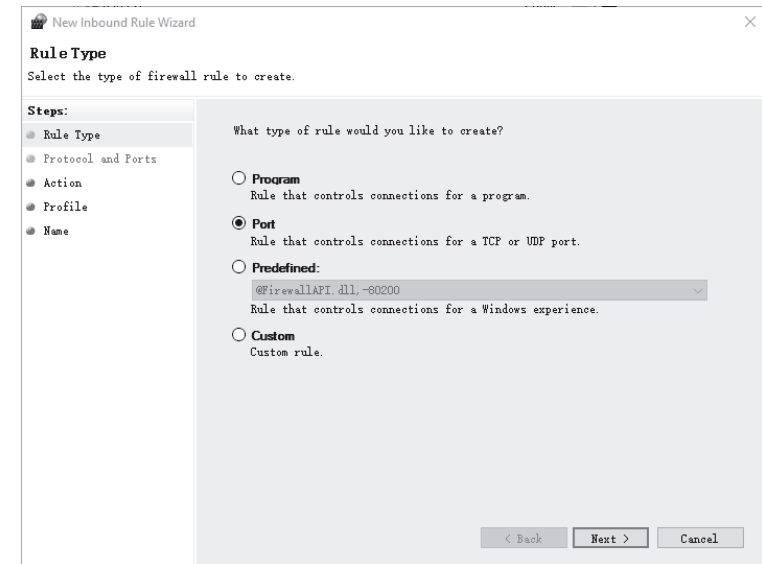 New Inbound Rule Wizard
Rule Type
Select the type of firewall rule to create.
Steps:
Rule Type
Protocol and Ports
Action
Profile
Name
What type of rule would you like to create?
Program
Rule that controls connections for a program.
Port
Rule that controls connections for a TCP or UDP port.
Predefined:
@FirewallAPI.dll,-80200
Rule that controls connections for a Windows experience.
Custom
Custom rule.
< Back Next > Cancel